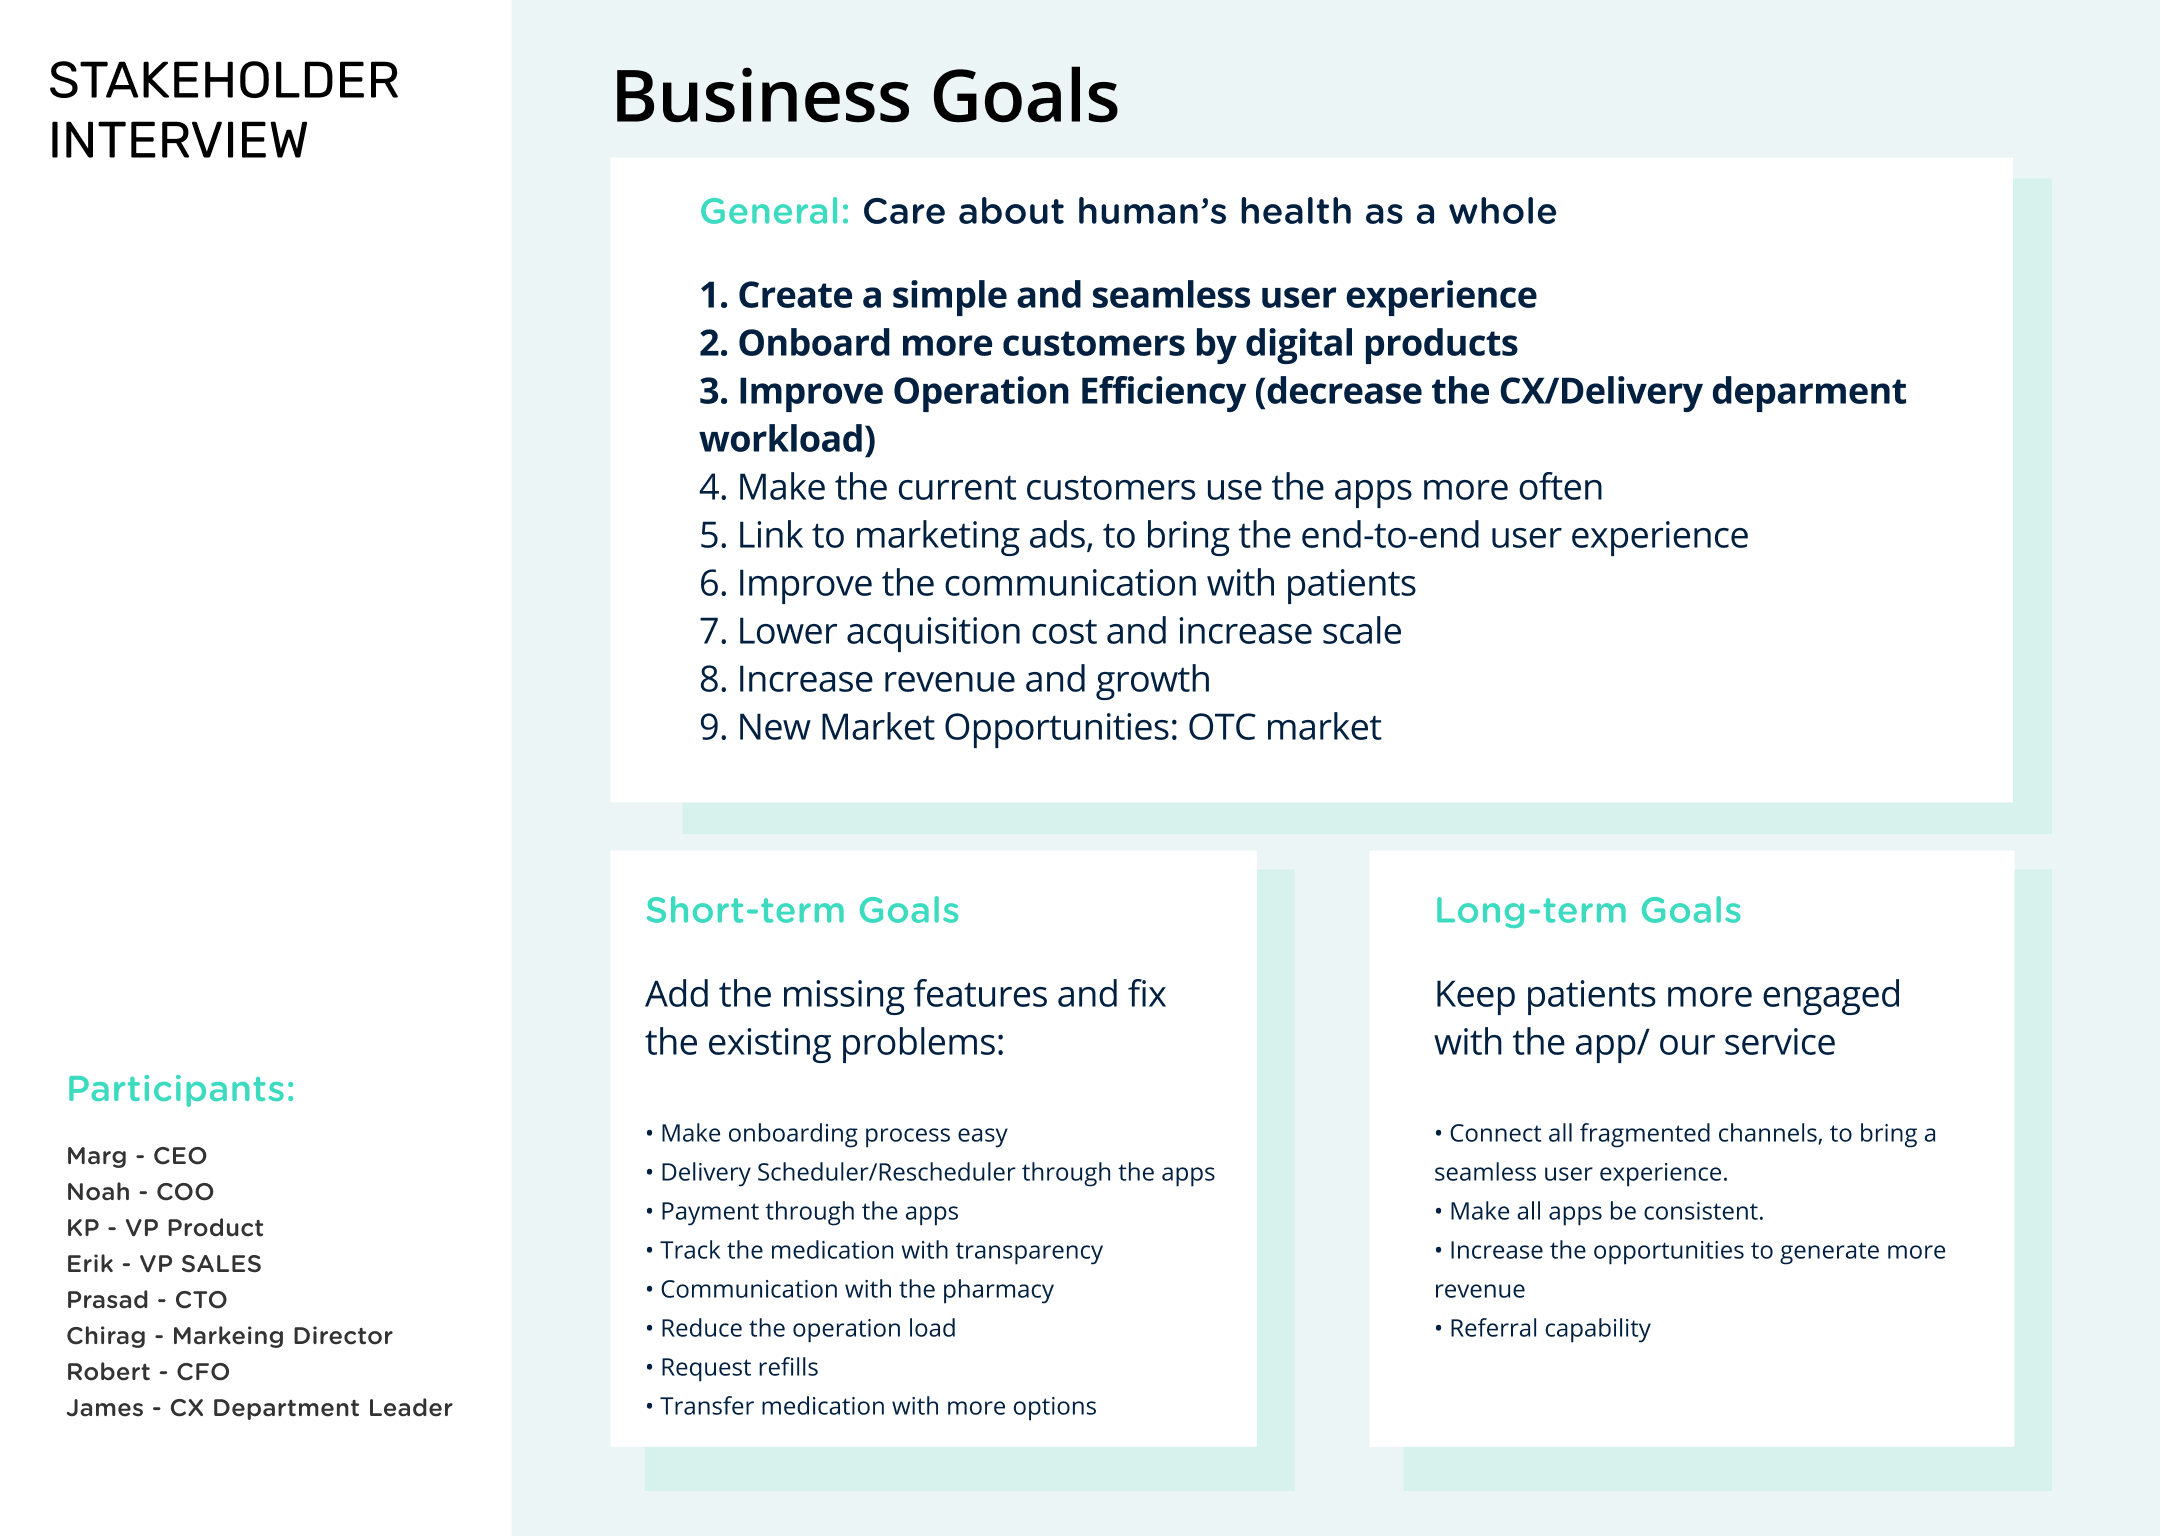 STAKEHOLDER
INTERVIEW
Participants:
Marg - CEO
Noah - COO
KP - VP Product
Erik - VP SALES
Prasad - CTO
Chirag - Markeing Director
Robert - CFO
James - CX Department Leader
Business Goals
General: Care about human’s health as a whole
1. Create a simple and seamless user experience
2. Onboard more customers by digital products
3. Improve Operation Efficiency (decrease the CX/Delivery deparment
workload)
4. Make the current customers use the apps more often
5. Link to marketing ads, to bring the end-to-end user experience
6. Improve the communication with patients
7. Lower acquisition cost and increase scale
8. Increase revenue and growth
9. New Market Opportunities: OTC market
Short-term Goals
Add the missing features and fix
the existing problems:
• Make onboarding process easy
• Delivery Scheduler/Rescheduler through the apps
• Payment through the apps
• Track the medication with transparency
• Communication with the pharmacy
• Reduce the operation load
• Request refills
• Transfer medication with more options
Long-term Goals
Keep patients more engaged
with the app/ our service
• Connect all fragmented channels, to bring a
seamless user experience.
• Make all apps be consistent.
• Increase the opportunities to generate more
revenue
• Referral capability